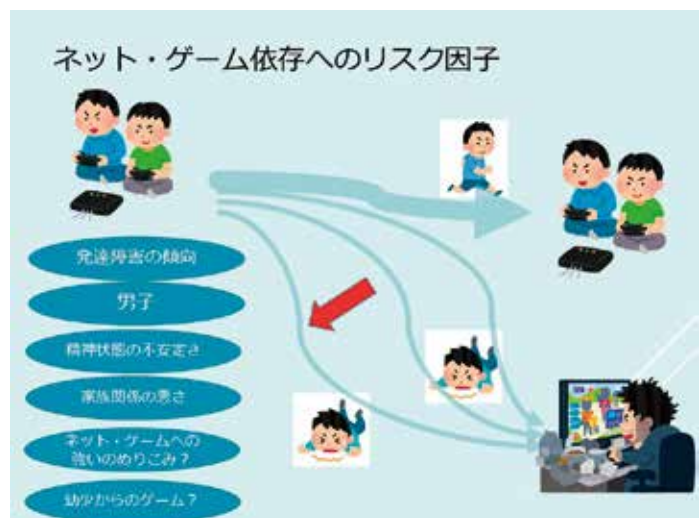 ネット・ゲーム依存へのリスク因子
発達障害の傾向
男子
精神状態の不安定さ
家族関係の悪さ
ネット・ゲームへの
強いのめりこみ？
幼少からのゲーム？